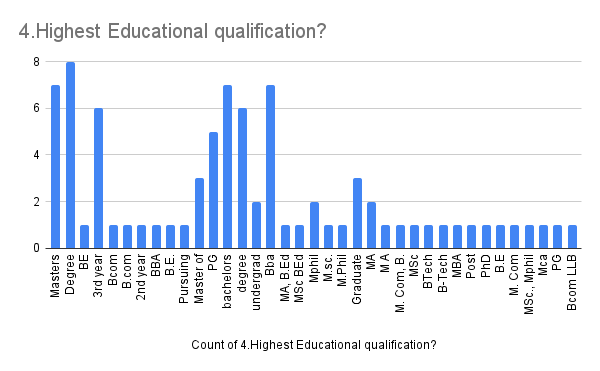 4.Highest Educational qualification?
8
6
4
2
0
Masters
Degree
BE
3rd year
Bcom
B.com
2nd year
BBA
B.E.
Pursuing
Master of
PG
bachelors
degree
undergrad
Bba
MA, B.Ed
MSc BEd
Mphil
M.sc.
M.Phil
Graduate
MA
M A
M. Com, B.
MSc
BTech
B-Tech
MBA
Post
PhD
B.E
M. Com
MSc., Mphil
Mca
PG
Bcom LLB
Count of 4.Highest Educational qualification?